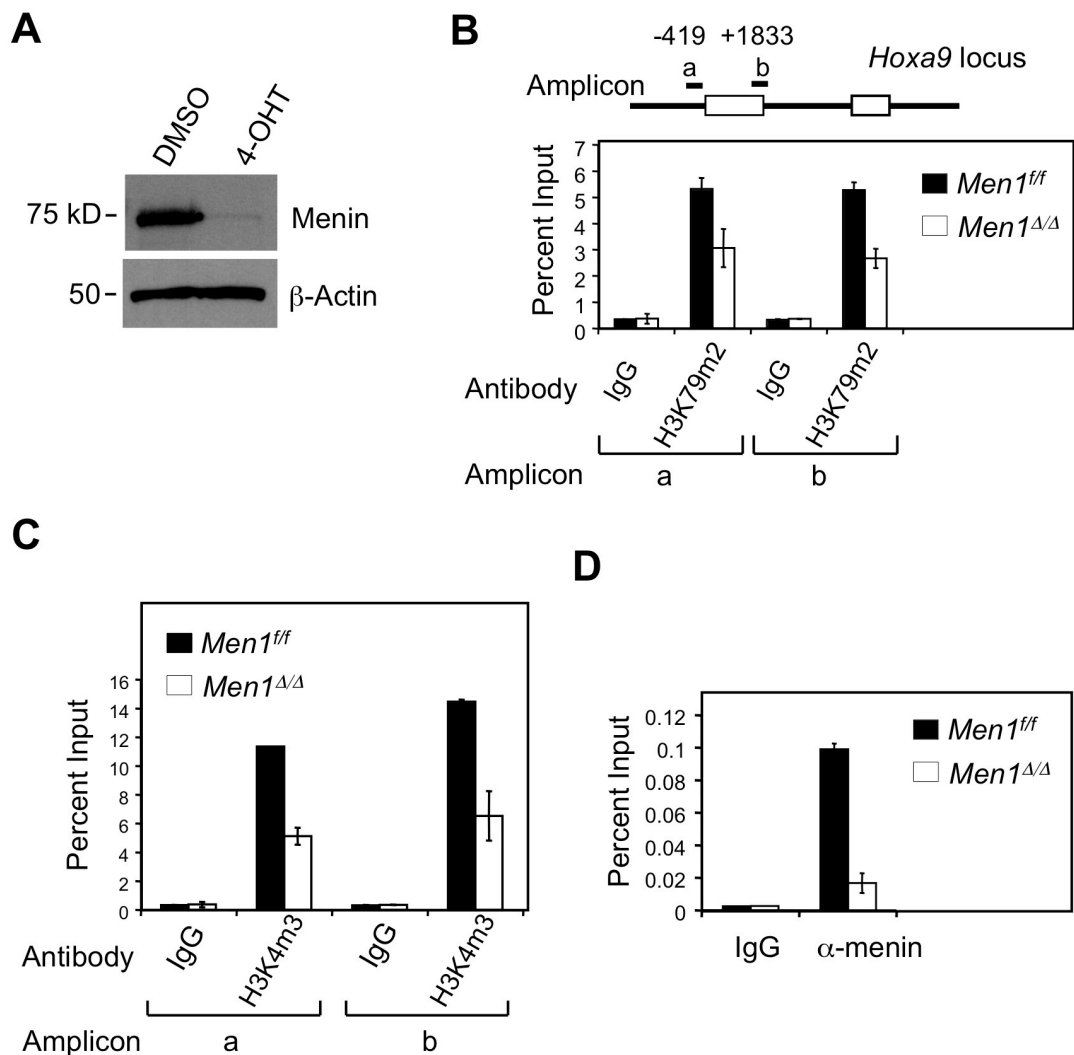 A
DMSO
4-OHT
75 kD
Menin
50
β-Actin
B
-419 +1833
a b
Hoxa9 locus
Amplicon
Percent Input
7
6
5
4
3
2
1
0
Men1f/f
Men1Δ/Δ
Antibody
IgG
H3K79m2
IgG
H3K79m2
Amplicon
a
b
C
Men1f/f
Men1Δ/Δ
Percent Input
16
14
12
10
8
6
4
2
0
Antibody
IgG
H3K4m3
IgG
H3K4m3
Amplicon
a
b
D
Percent Input
0.12
0.1
0.08
0.06
0.04
0.02
0
Men1f/f
Men1Δ/Δ
IgG
α-menin